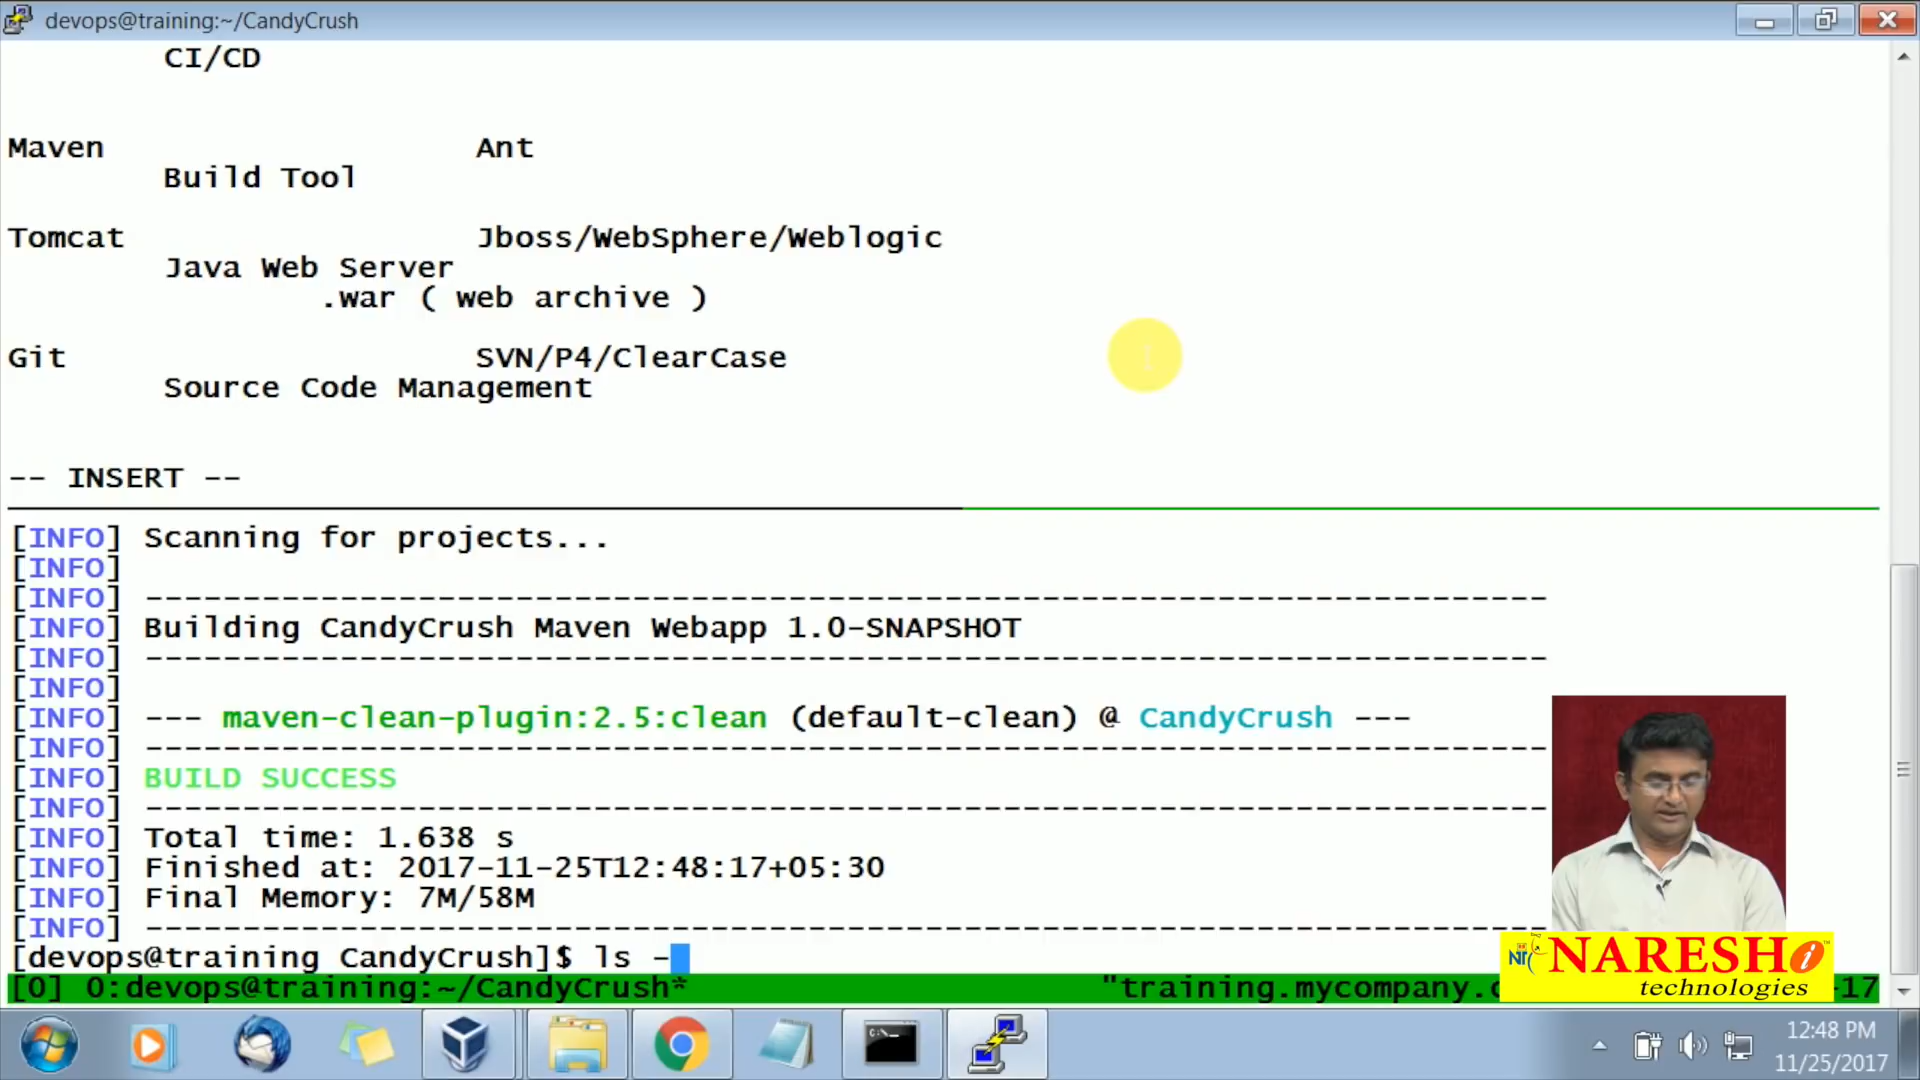 devops@training:~/CandyCrush
CI/CD
Maven Ant
Build Tool
Tomcat Jboss/WebSphere/Weblogic
Java Web Server
.war ( web archive )
Git SVN/P4/ClearCase
Source Code Management
-- INSERT --
[INFO] Scanning for projects...
[INFO]
[INFO] ------------------------------------------------------------------------
[INFO] Building CandyCrush Maven Webapp 1.0-SNAPSHOT
[INFO] ------------------------------------------------------------------------
[INFO]
[INFO] --- maven-clean-plugin:2.5:clean (default-clean) @ CandyCrush ---
[INFO] ------------------------------------------------------------------------
[INFO] BUILD SUCCESS
[INFO] ------------------------------------------------------------------------
[INFO] Total time: 1.638 s
[INFO] Finished at: 2017-11-25T12:48:17+05:30
[INFO] Final Memory: 7M/58M
[INFO] ------------------------------------------------------------------------
[devops@training CandyCrush]$ ls -
[0] 0:devops@training:~/CandyCrush* "training.mycompany. -17
NARESH i
technologies
12:48 PM
11/25/2017